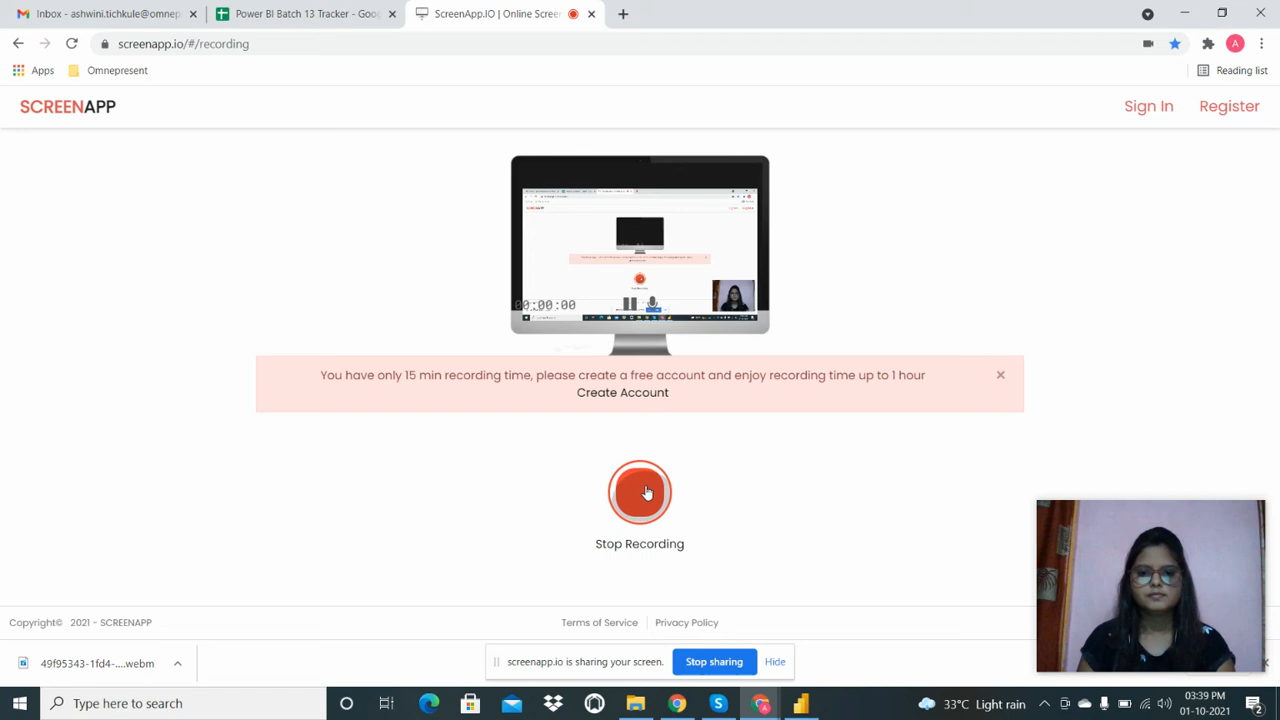 Inbox - ashwini.tichkule@omnep
Power BI Batch 13 Tracker - Goog
ScreenApp.IO | Online Screen
screenapp.io/#/recording
A
Apps
Omnepresent
Reading list
SCREENAPP
Sign In
Register
00:00:00
You have only 15 min recording time, please create a free account and enjoy recording time up to 1 hour
Create Account
Stop Recording
Copyright© 2021 - SCREENAPP
Terms of Service
Privacy Policy
49f95343-1fd4-....webm
screenapp.io is sharing your screen.
Stop sharing
Hide
Type here to search
33°C Light rain
03:39 PM
01-10-2021
2